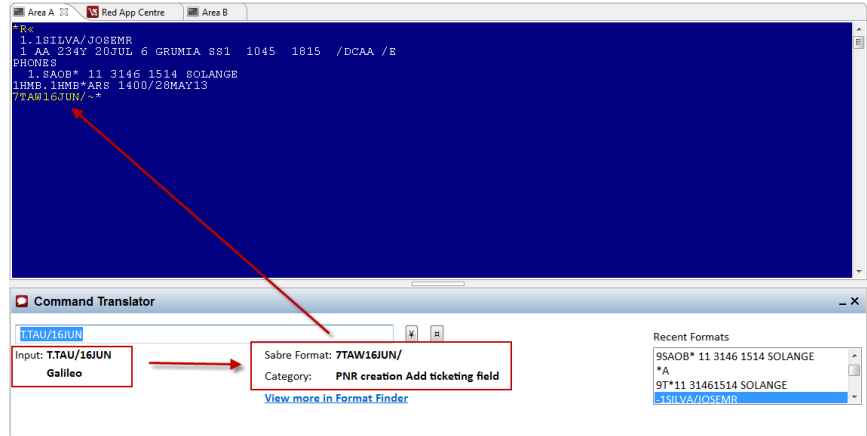 Area A
Red App Centre
Area B
*R«
1.1SILVA/JOSEMR
1 AA 234Y 20JUL 6 GRUMIA SS1 1045 1815 /DCAA /E
PHONES
1.SAOB* 11 3146 1514 SOLANGE
1HMB.1HMB*ARS 1400/28MAY13
7TAW16JUN/~*
Command Translator
T.TAU/16JUN
¥ ¤
Input: T.TAU/16JUN
Galileo
Sabre Format: 7TAW16JUN/
Category: PNR creation Add ticketing field
View more in Format Finder
Recent Formats
9SAOB* 11 3146 1514 SOLANGE
*A
9T*11 31461514 SOLANGE
-1SILVA/JOSEMR